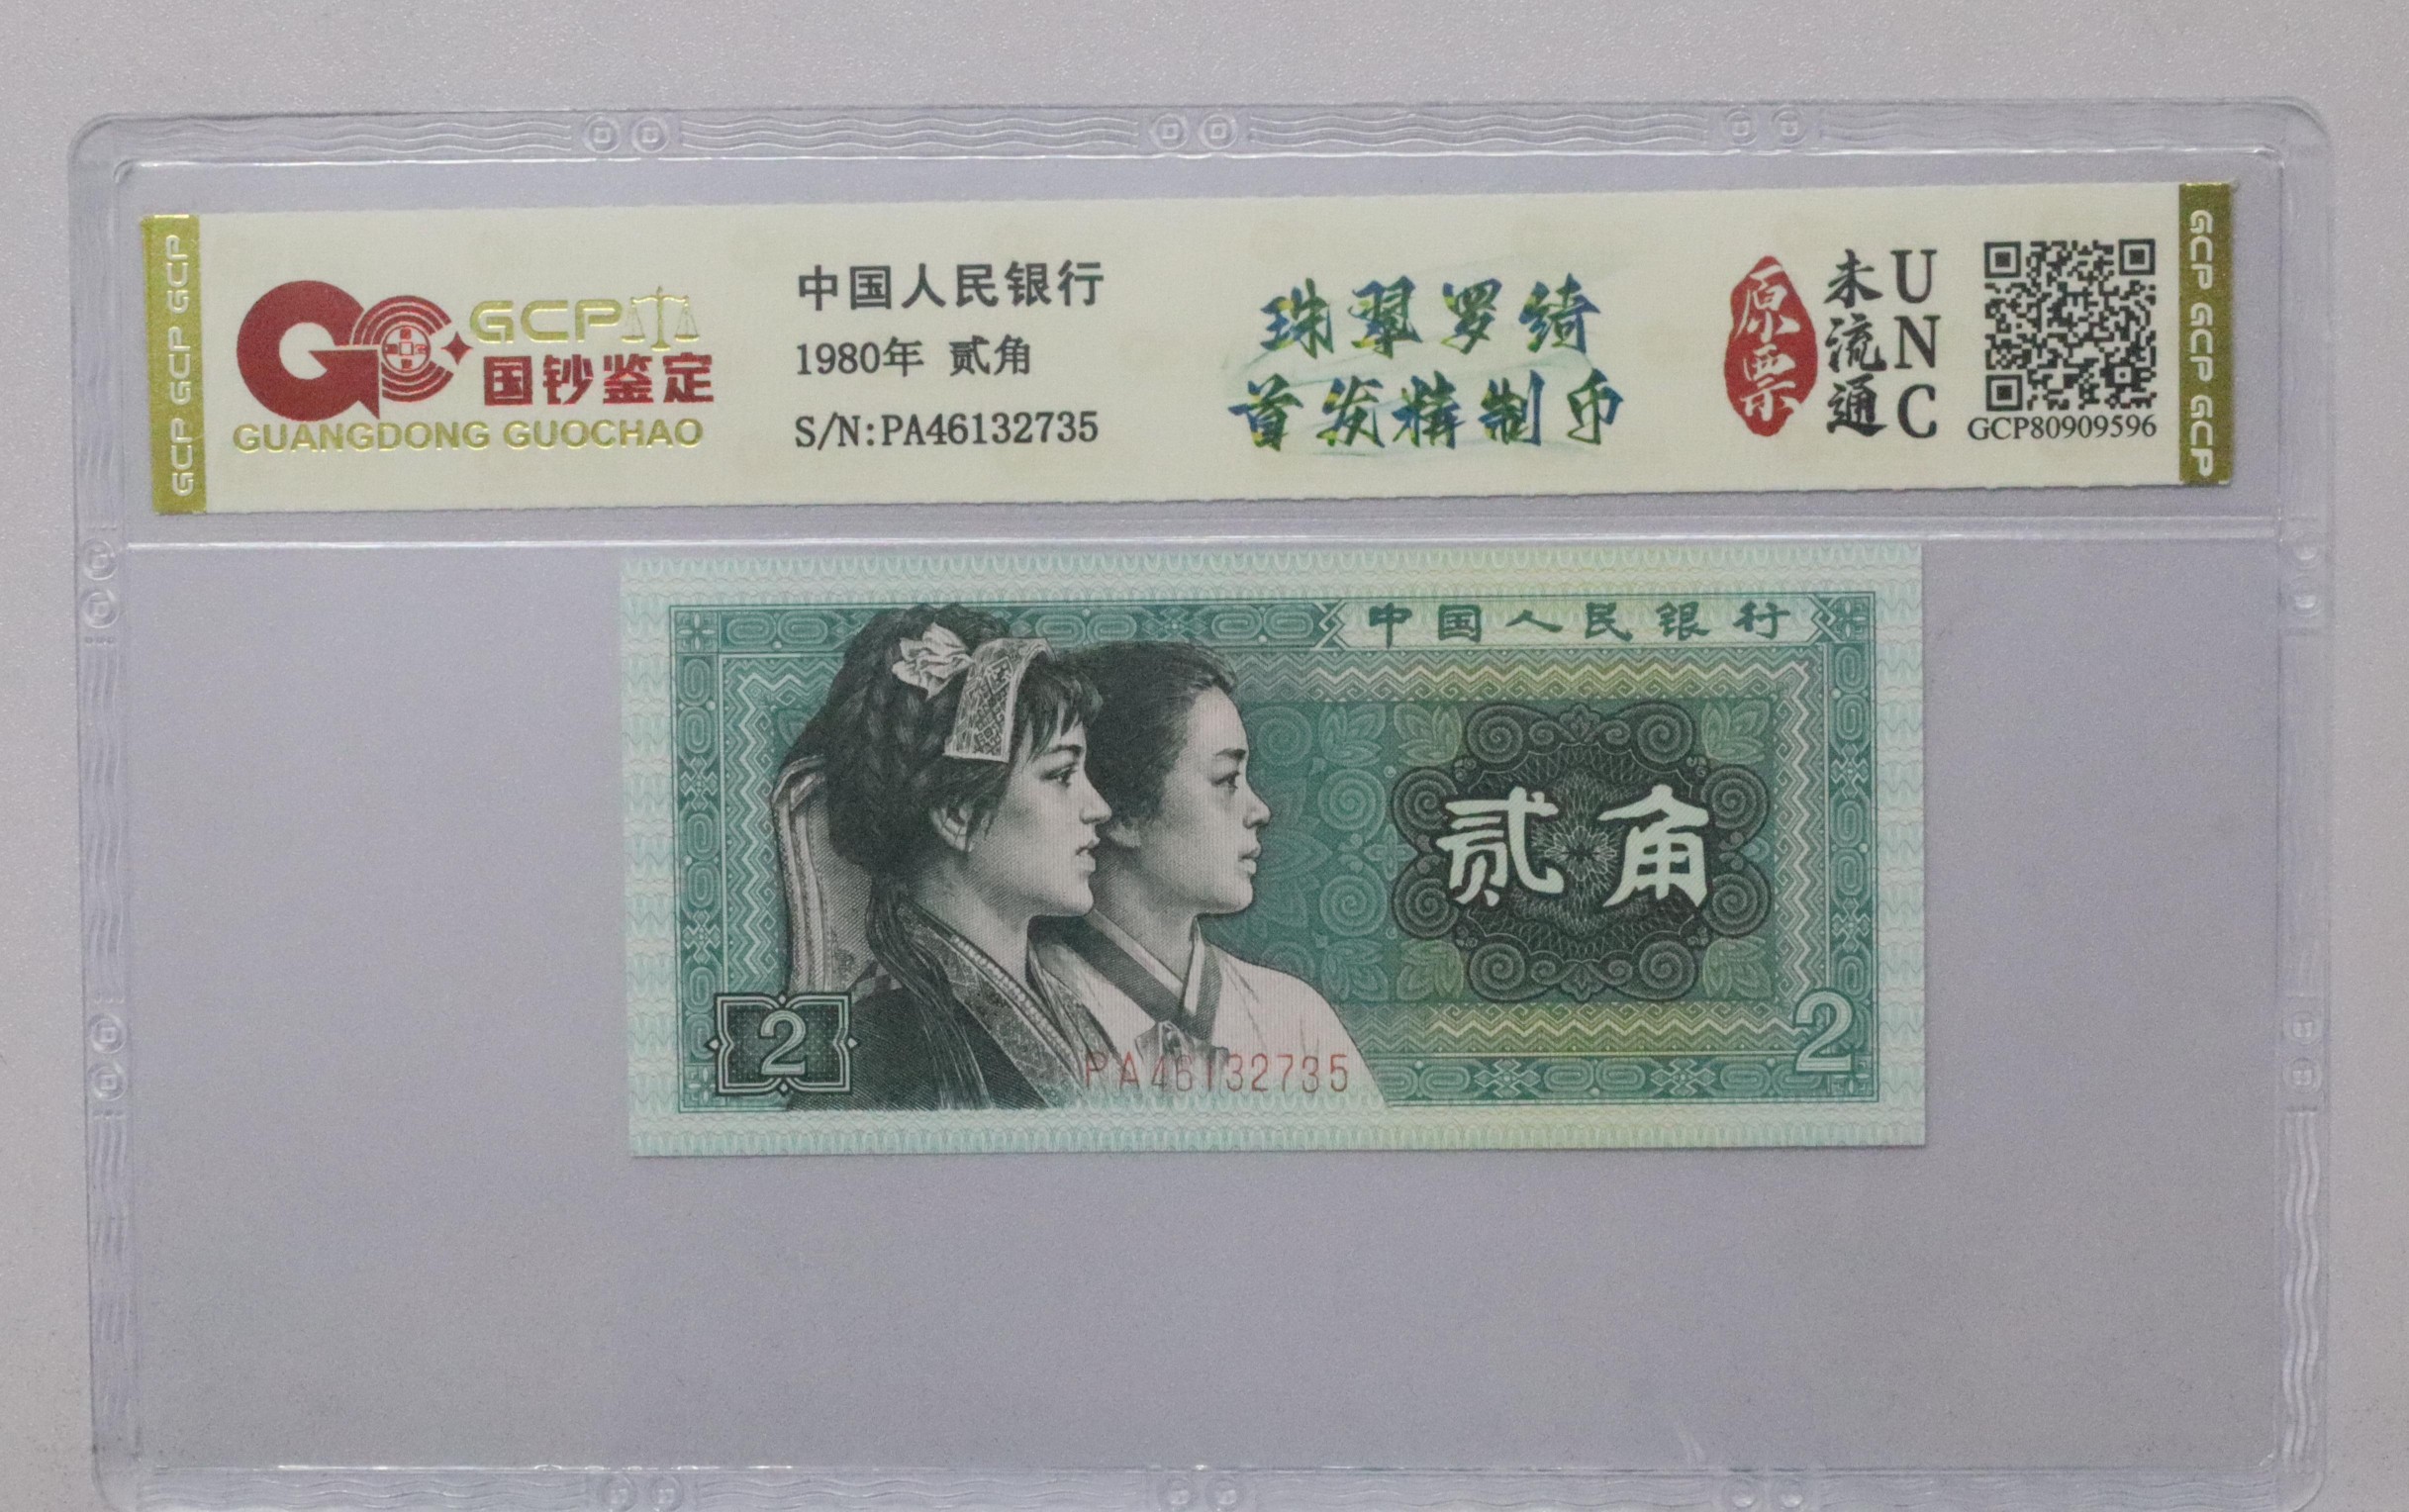 GCP GCP GCP
GCP
国钞鉴定
GUANGDONG GUOCHAO
中国人民银行
1980年 贰角
S/N:PA46132735
珠翠罗绮
首发精制币
原票
未流通
UNC
GCP80909596
GCP GCP GCP
中国人民银行
贰角
2
2
PA46132735